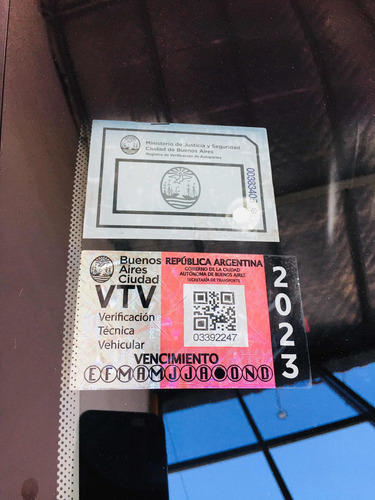 Ministerio de Justicia y Seguridad
Ciudad de Buenos Aires
Registro de Verificación de Autopartes
Buenos
Aires
Ciudad
VTV
Verificación
Técnica
Vehicular
REPÚBLICA ARGENTINA
GOBIERNO DE LA CIUDAD
AUTÓNOMA DE BUENOS AIRES
SECRETARÍA DE TRANSPORTE
03392247
VENCIMIENTO
E F M A M J J A O N D
2023